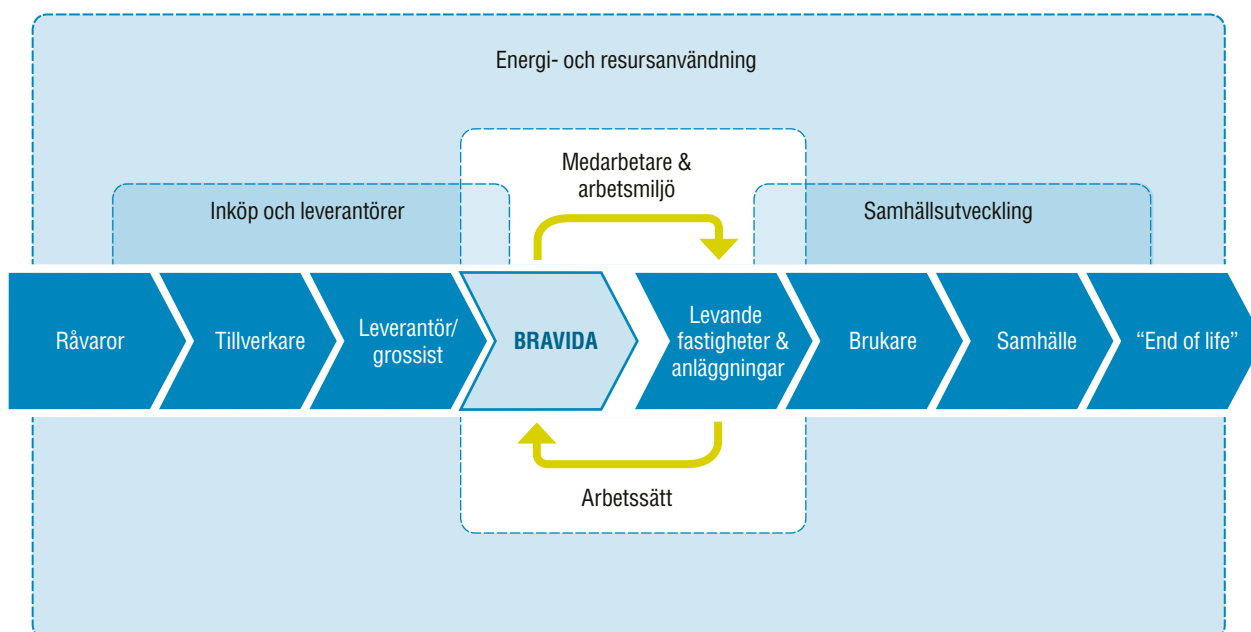 Energi- och resursanvändning
Medarbetare &
arbetsmiljö
Inköp och leverantörer
Samhällsutveckling
Råvaror
Tillverkare
Leverantör/
grossist
BRAVIDA
Levande
fastigheter &
anläggningar
Brukare
Samhälle
“End of life”
Arbetssätt